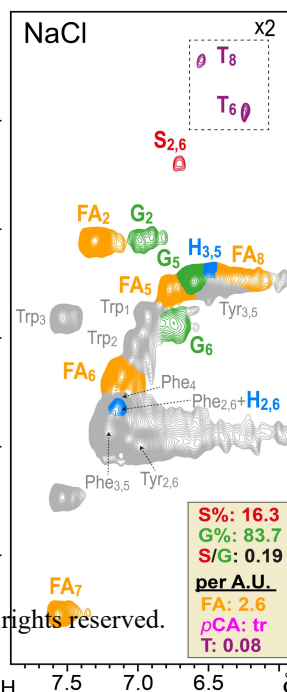 NaCl
x2
T8
T6
S2,6
FA2
G2
G5
H3,5
FA8
FA5
Trp1
Tyr3,5
Trp3
G6
Trp2
FA6
Phe4
Phe2,6+H2,6
Phe3,5
Tyr2,6
S%: 16.3
G%: 83.7
S/G: 0.19
per A.U.
FA: 2.6
pCA: tr
T: 0.08
FA7
rights reserved.
H 7.5 7.0 6.5